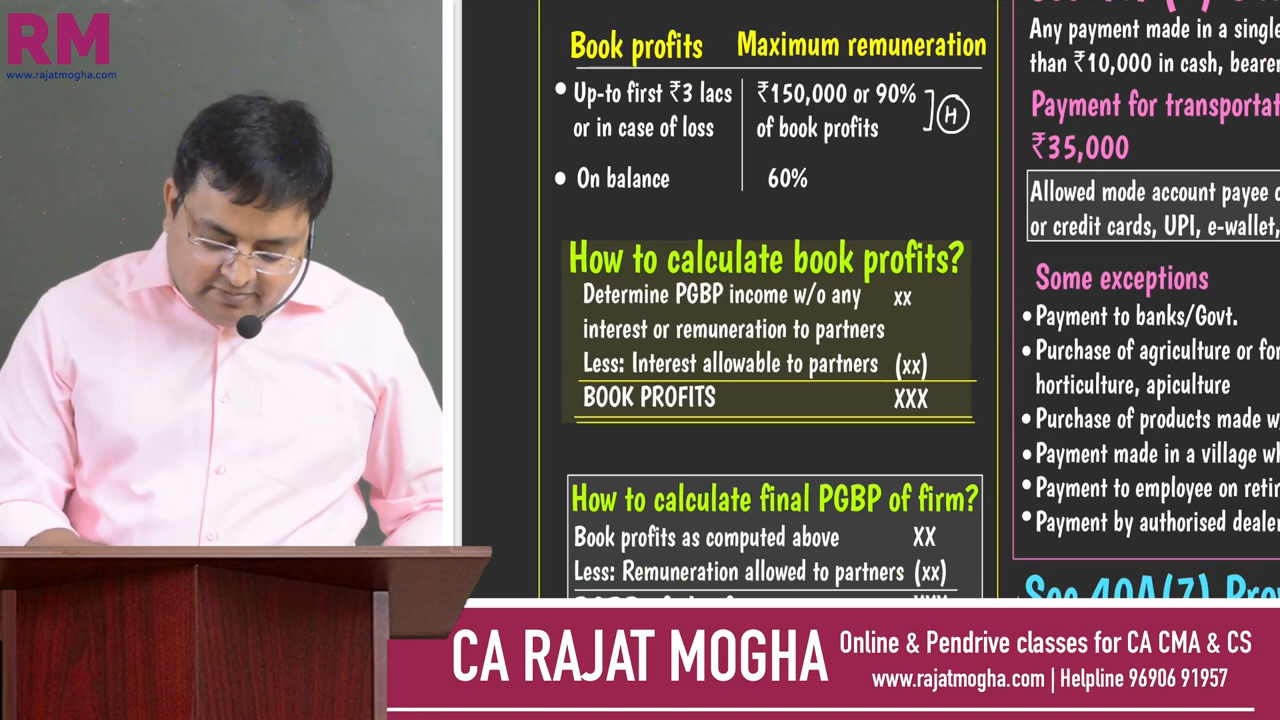 RM
www.rajatmogha.com
Book profits Maximum remuneration
• Up-to first ₹3 lacs ₹150,000 or 90%
or in case of loss of book profits
H
• On balance 60%
How to calculate book profits?
Determine PGBP income w/o any xx
interest or remuneration to partners
Less: Interest allowable to partners (xx)
BOOK PROFITS XXX
How to calculate final PGBP of firm?
Book profits as computed above XX
Less: Remuneration allowed to partners (xx)
Any payment made in a single
than ₹10,000 in cash, bearer
Payment for transportat
₹35,000
Allowed mode account payee
or credit cards, UPI, e-wallet,
Some exceptions
• Payment to banks/Govt.
• Purchase of agriculture or
horticulture, apiculture
• Purchase of products made
• Payment made in a village
• Payment to employee on
• Payment by authorised dealer
Sec 40A(7)
CA RAJAT MOGHA
Online & Pendrive classes for CA CMA & CS
www.rajatmogha.com | Helpline 96906 91957